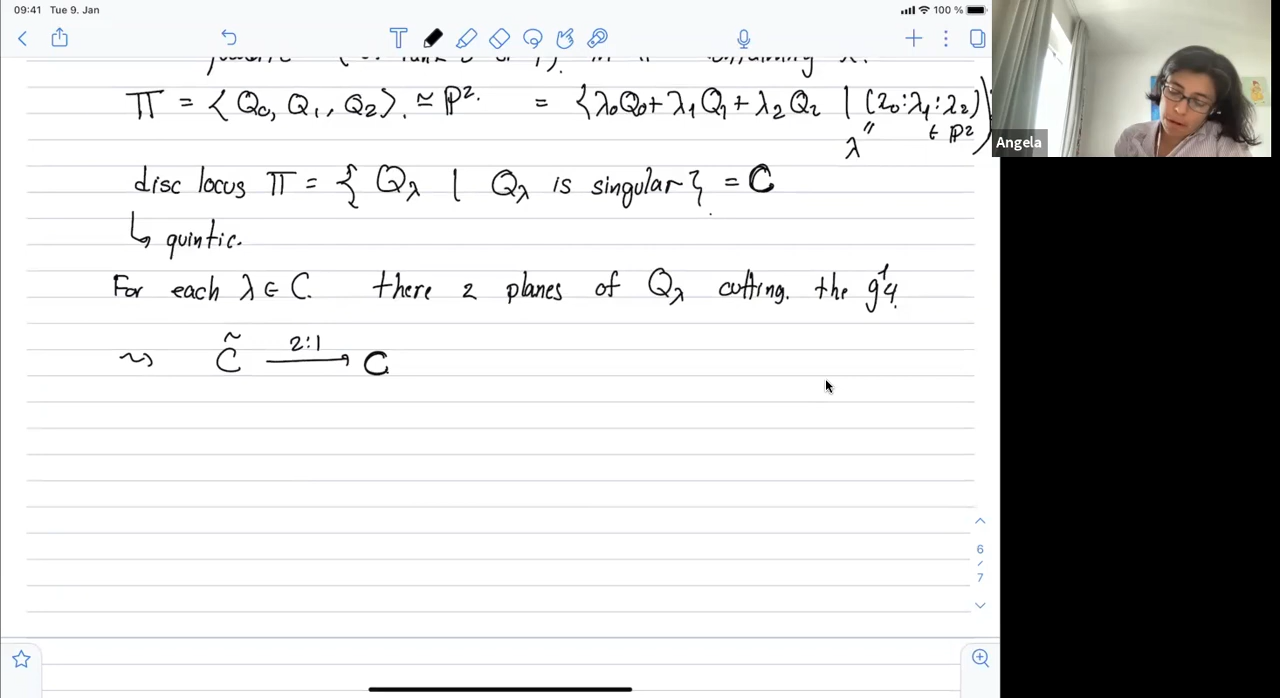 09:41 Tue 9. Jan 100 %
containing X.
Π = ⟨ Q₀, Q₁, Q₂ ⟩. ≃ ℙ². = { λ₀Q₀ + λ₁Q₁ + λ₂Q₂ | (λ₀:λ₁:λ₂) ∈ ℙ² }
λ
Angela
disc locus Π = { Q_λ | Q_λ is singular } = C
↳ quintic.
For each λ ∈ C. there 2 planes of Q_λ cutting. the g¹₄.
⇝ C̃ —2:1→ C
6
/
7